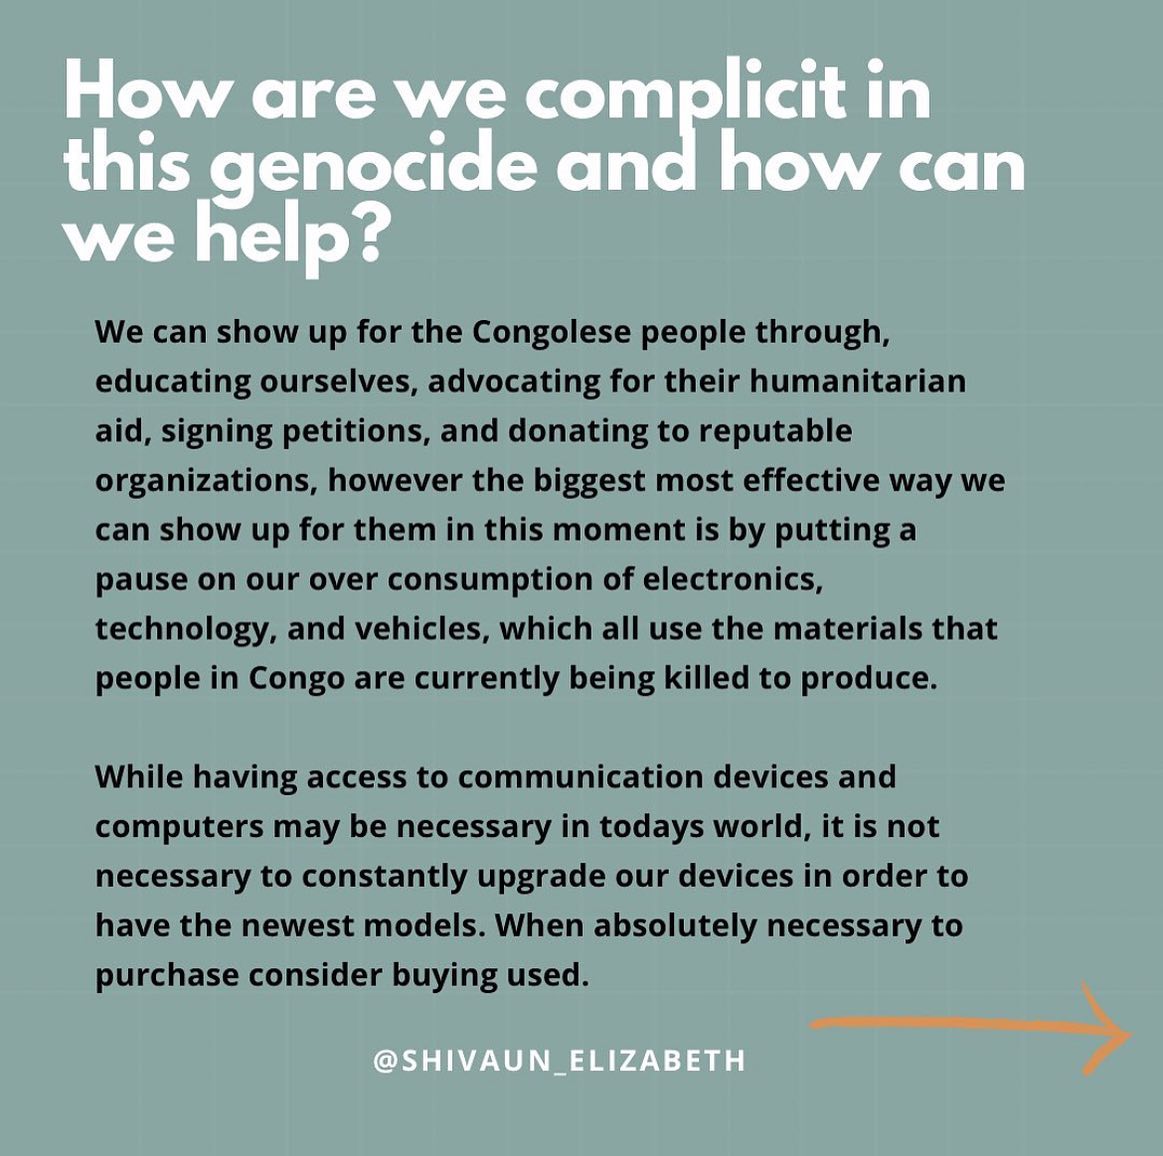 How are we complicit in
this genocide and how can
we help?
We can show up for the Congolese people through,
educating ourselves, advocating for their humanitarian
aid, signing petitions, and donating to reputable
organizations, however the biggest most effective way we
can show up for them in this moment is by putting a
pause on our over consumption of electronics,
technology, and vehicles, which all use the materials that
people in Congo are currently being killed to produce.
While having access to communication devices and
computers may be necessary in todays world, it is not
necessary to constantly upgrade our devices in order to
have the newest models. When absolutely necessary to
purchase consider buying used.
@SHIVAUN_ELIZABETH